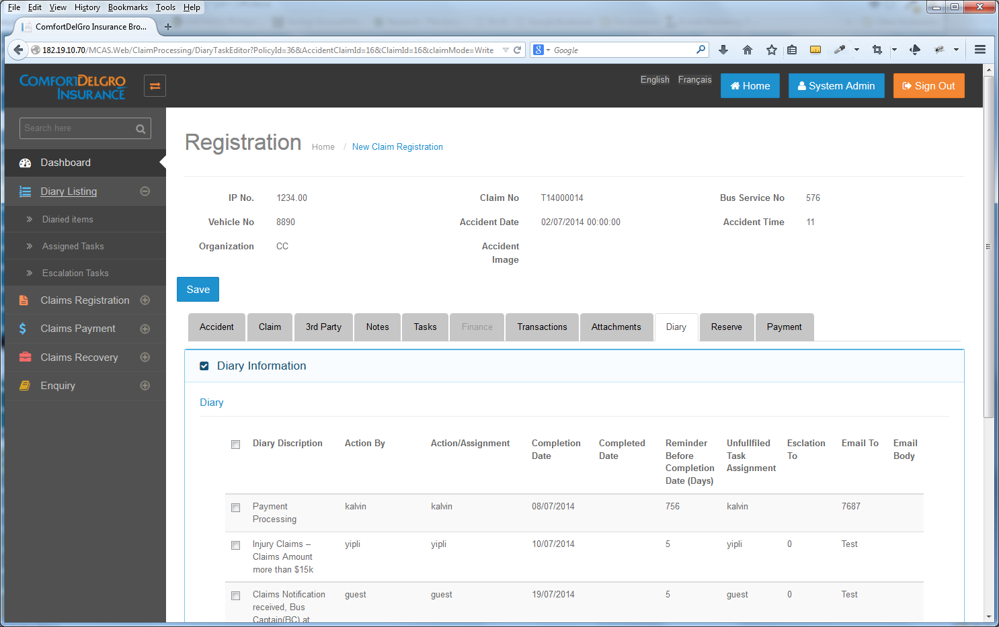 File Edit View History Bookmarks Tools Help
ComfortDelGro Insurance Bro...
182.19.10.70/MCAS.Web/ClaimProcessing/DiaryTaskEditor?PolicyId=36&AccidentClaimId=16&ClaimId=16&claimMode=Write
Google
COMFORTDELGRO
INSURANCE
English Français Home System Admin Sign Out
Search here
Dashboard
Diary Listing
Diaried items
Assigned Tasks
Escalation Tasks
Claims Registration
Claims Payment
Claims Recovery
Enquiry
Registration Home / New Claim Registration
IP No. 1234.00 Claim No T14000014 Bus Service No 576
Vehicle No 8890 Accident Date 02/07/2014 00:00:00 Accident Time 11
Organization CC Accident
Image
Save
Accident Claim 3rd Party Notes Tasks Finance Transactions Attachments Diary Reserve Payment
Diary Information
Diary
Diary Discription Action By Action/Assignment Completion Completed Reminder Unfullfiled Esclation Email To Email
Date Date Before Task To Body
Completion Assignment
Date (Days)
Payment kalvin kalvin 08/07/2014 756 kalvin 7687
Processing
Injury Claims – yipli yipli 10/07/2014 5 yipli 0 Test
Claims Amount
more than $15k
Claims Notification guest guest 19/07/2014 5 guest 0 Test
received, Bus
Captain(BC) at